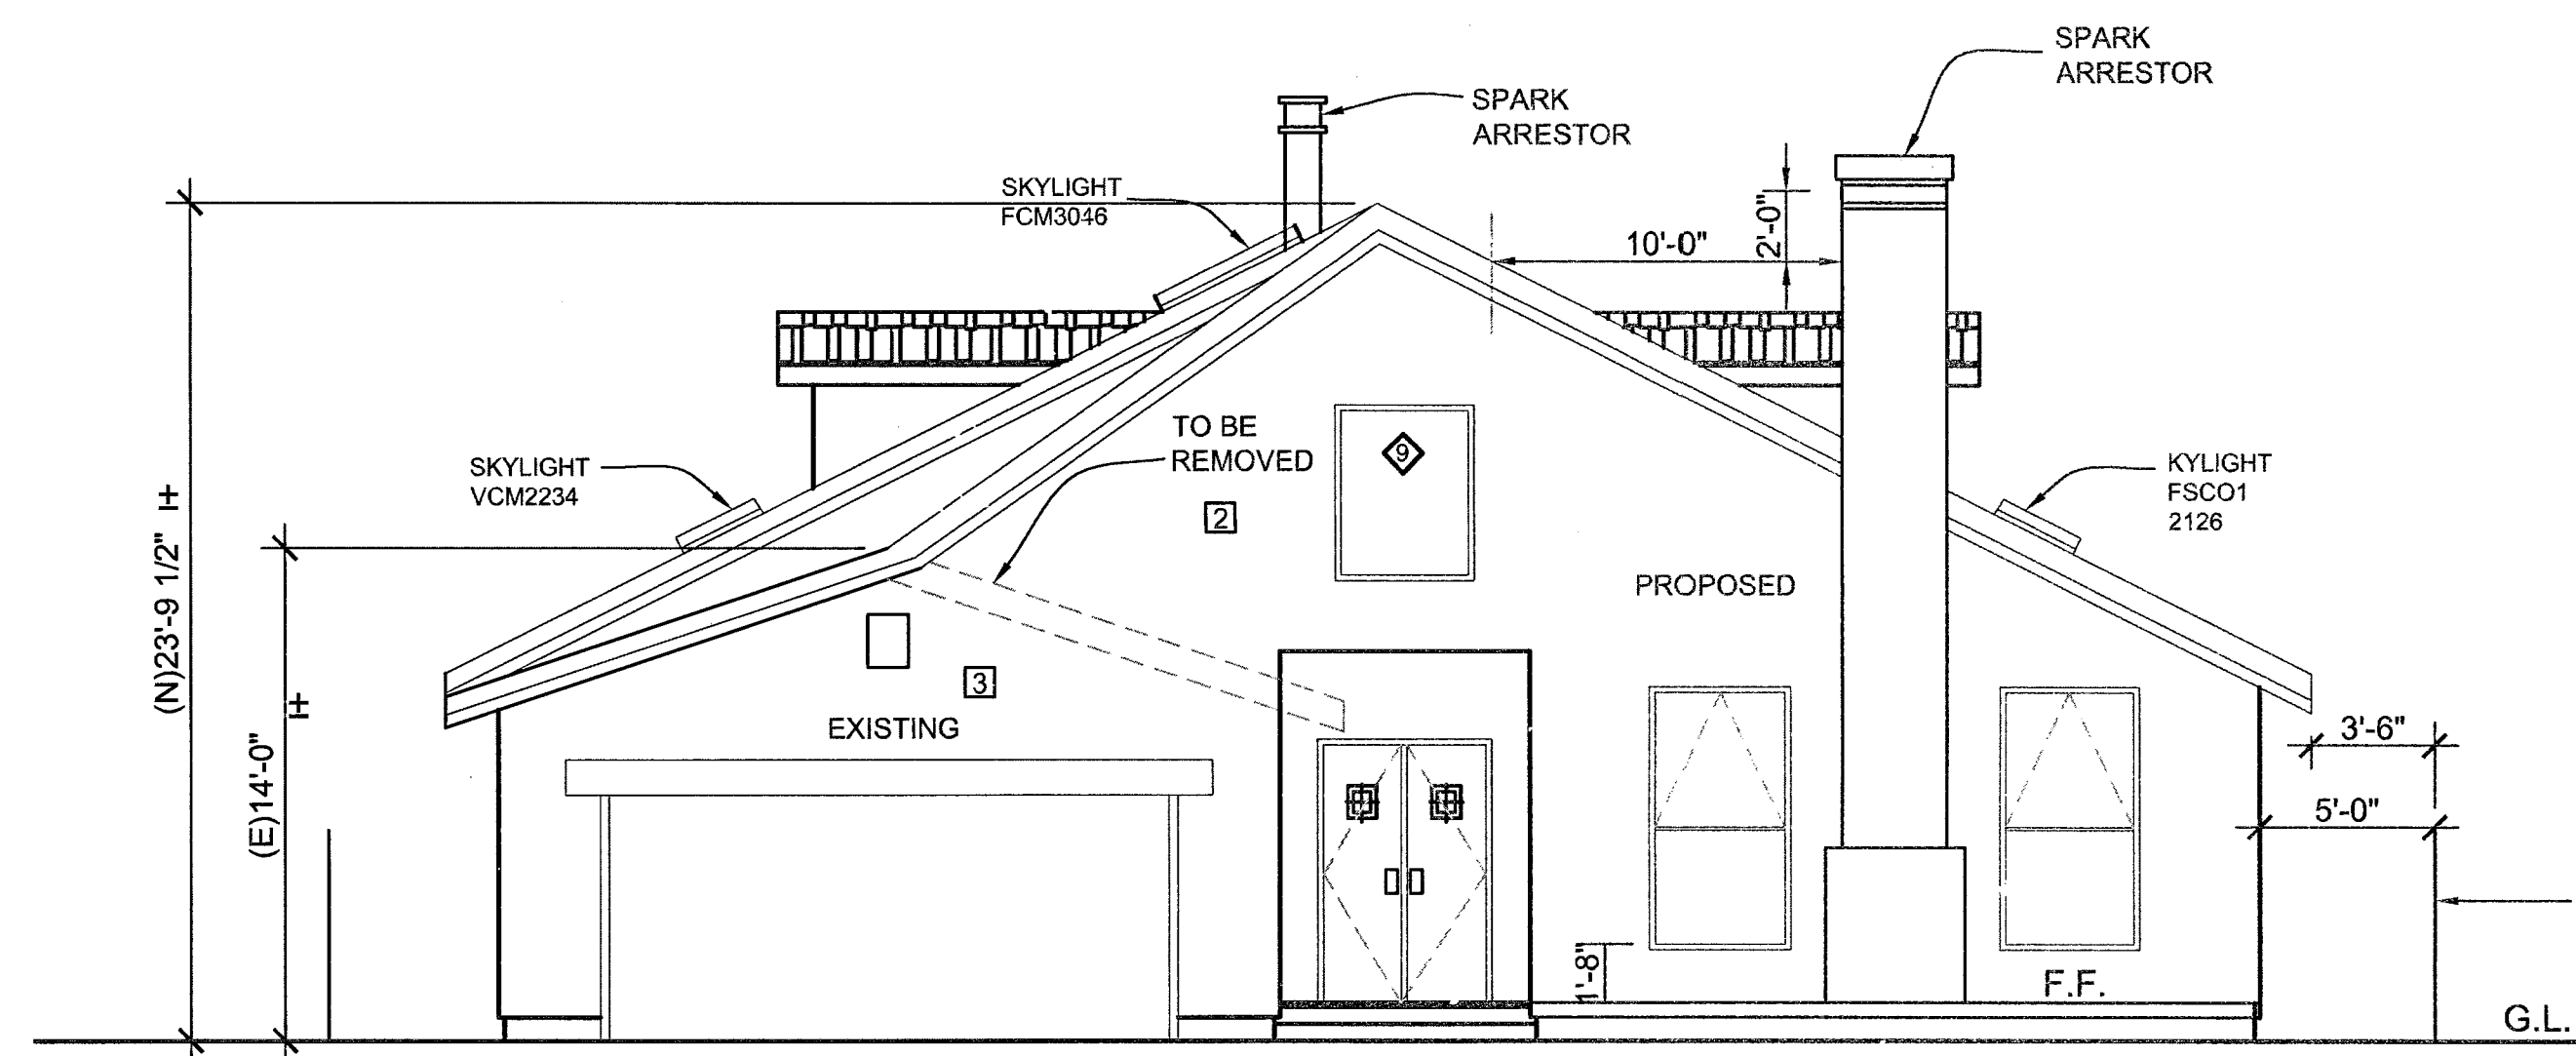 SPARK
ARRESTOR
SPARK
ARRESTOR
SKYLIGHT
FCM3046
10'-0"
2'-0"
TO BE
REMOVED
9
SKYLIGHT
VCM2234
KYLIGHT
FSCO1
2126
2
(N)23'-9 1/2" ±
PROPOSED
3
EXISTING
(E)14'-0" ±
3'-6"
5'-0"
1'-8"
F.F.
G.L.